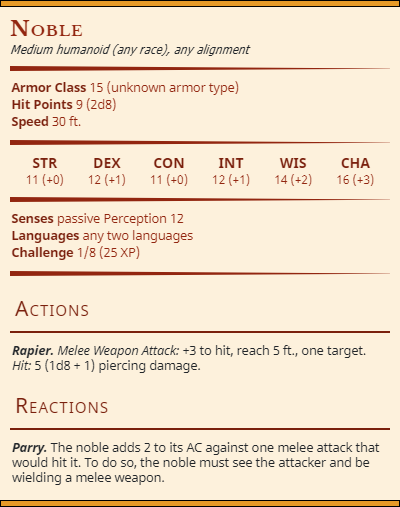 NOBLE
Medium humanoid (any race), any alignment
Armor Class 15 (unknown armor type)
Hit Points 9 (2d8)
Speed 30 ft.
STR DEX CON INT WIS CHA
11 (+0) 12 (+1) 11 (+0) 12 (+1) 14 (+2) 16 (+3)
Senses passive Perception 12
Languages any two languages
Challenge 1/8 (25 XP)
ACTIONS
Rapier. Melee Weapon Attack: +3 to hit, reach 5 ft., one target.
Hit: 5 (1d8 + 1) piercing damage.
REACTIONS
Parry. The noble adds 2 to its AC against one melee attack that
would hit it. To do so, the noble must see the attacker and be
wielding a melee weapon.